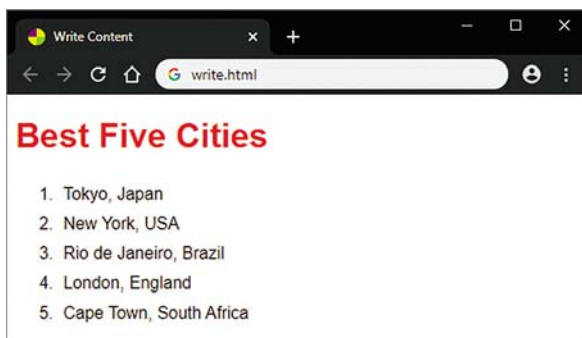 Write Content
write.html
Best Five Cities
1. Tokyo, Japan
2. New York, USA
3. Rio de Janeiro, Brazil
4. London, England
5. Cape Town, South Africa